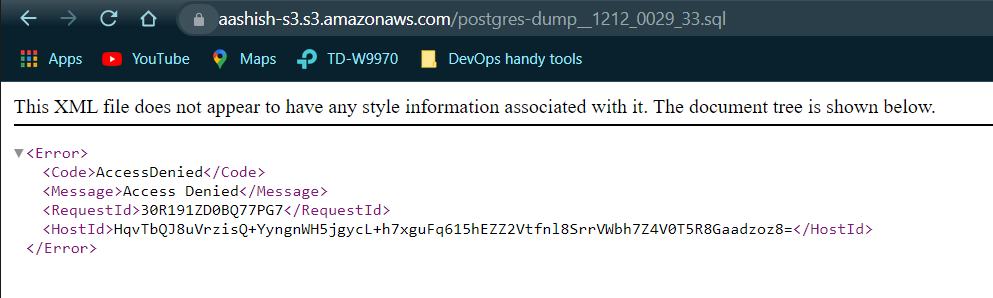 aashish-s3.s3.amazonaws.com/postgres-dump__1212_0029_33.sql
Apps YouTube Maps TD-W9970 DevOps handy tools
This XML file does not appear to have any style information associated with it. The document tree is shown below.
▼<Error>
<Code>AccessDenied</Code>
<Message>Access Denied</Message>
<RequestId>30R191ZD0BQ77PG7</RequestId>
<HostId>HqvTbQJ8uVrzisQ+YyngnWH5jgycL+h7xguFq615hEZZ2Vtfnl8SrrVWbh7Z4V0T5R8Gaadzoz8=</HostId>
</Error>